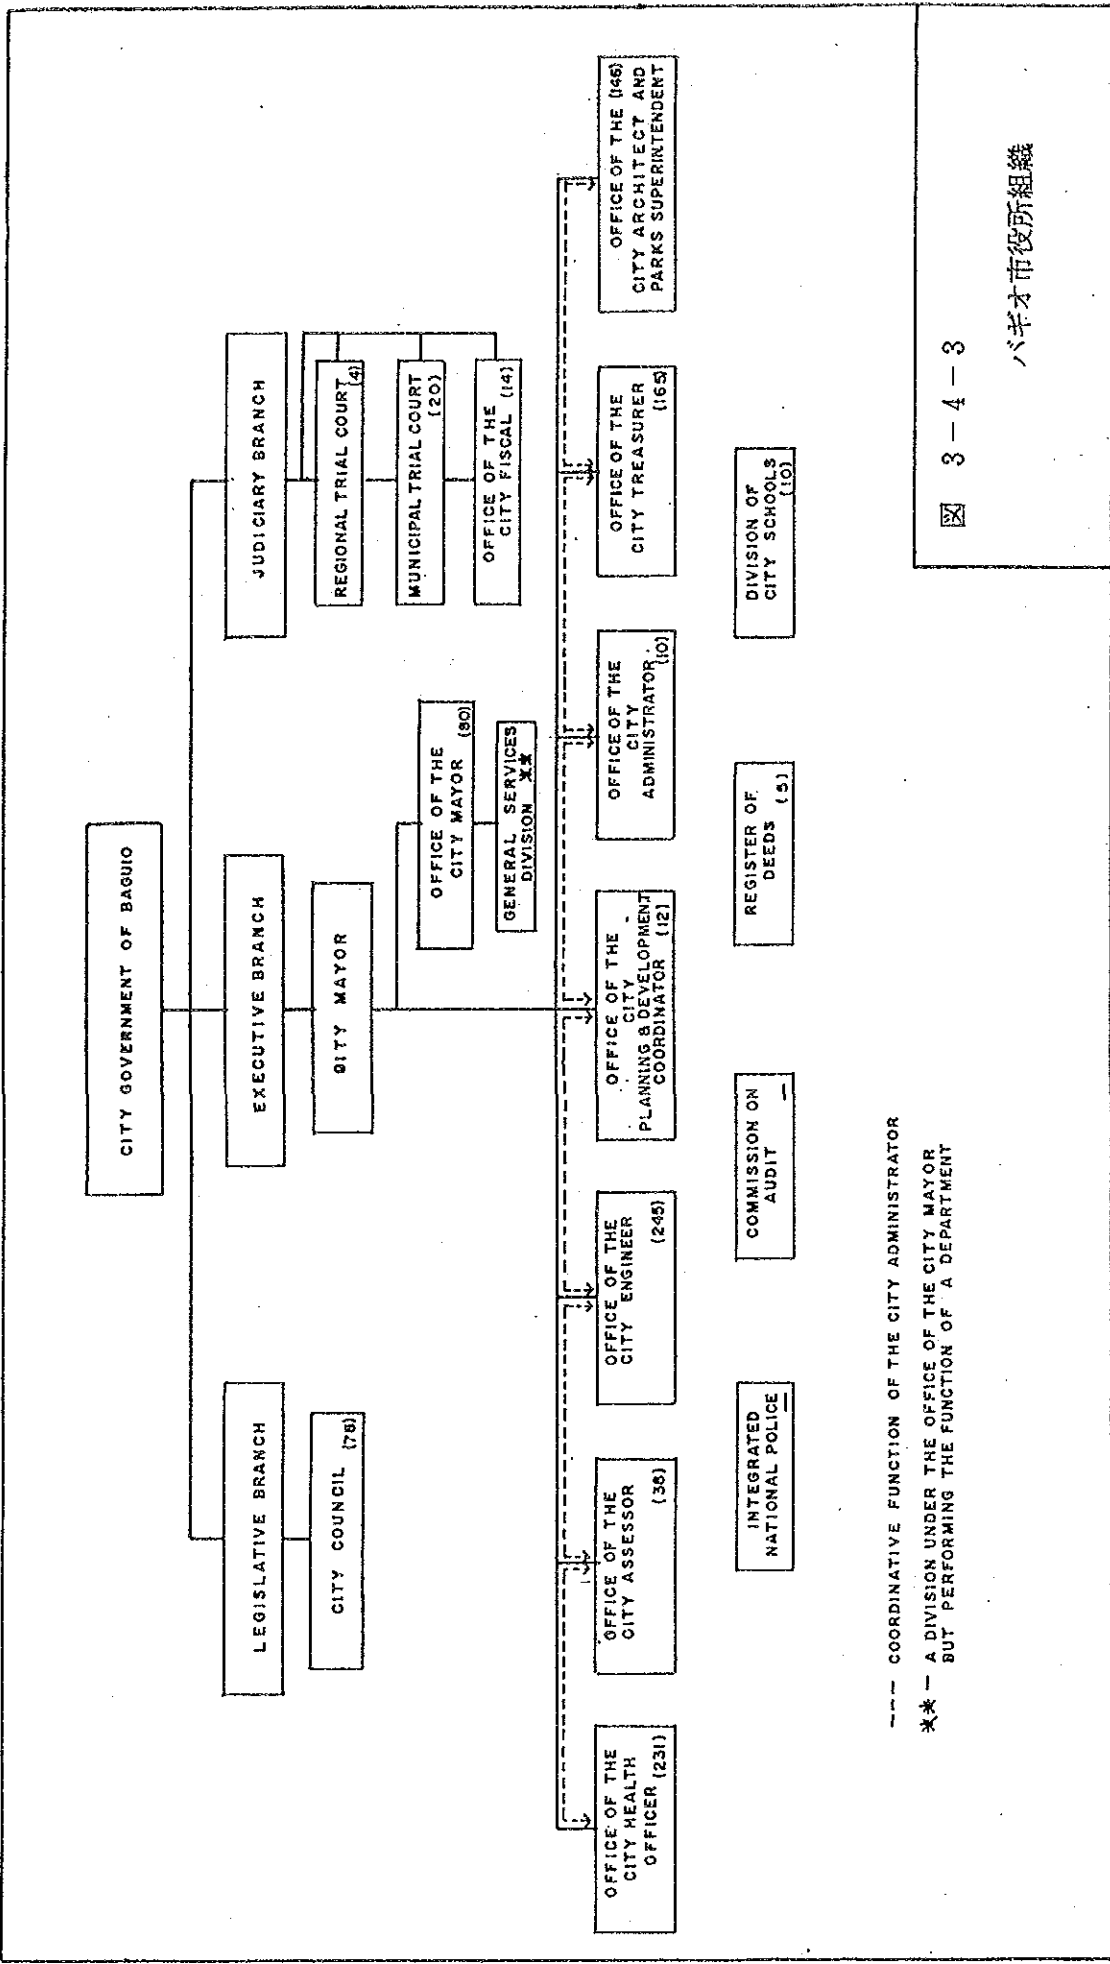 CITY GOVERNMENT OF BAGUIO
LEGISLATIVE BRANCH
CITY COUNCIL (78)
EXECUTIVE BRANCH
CITY MAYOR
OFFICE OF THE
CITY MAYOR (80)
GENERAL SERVICES
DIVISION **
JUDICIARY BRANCH
REGIONAL TRIAL COURT (4)
MUNICIPAL TRIAL COURT
(20)
OFFICE OF THE
CITY FISCAL (14)
OFFICE OF THE
CITY HEALTH
OFFICER (231)
OFFICE OF THE
CITY ASSESSOR
(38)
OFFICE OF THE
CITY ENGINEER
(245)
OFFICE OF THE
CITY
PLANNING & DEVELOPMENT
COORDINATOR (12)
OFFICE OF THE
CITY
ADMINISTRATOR
(10)
OFFICE OF THE
CITY TREASURER
(165)
OFFICE OF THE (146)
CITY ARCHITECT AND
PARKS SUPERINTENDENT
INTEGRATED
NATIONAL POLICE —
COMMISSION ON
AUDIT —
REGISTER OF
DEEDS (5)
DIVISION OF
CITY SCHOOLS
(10)
--- COORDINATIVE FUNCTION OF THE CITY ADMINISTRATOR
** — A DIVISION UNDER THE OFFICE OF THE CITY MAYOR
BUT PERFORMING THE FUNCTION OF A DEPARTMENT
図 3-4-3
バギオ市役所組織